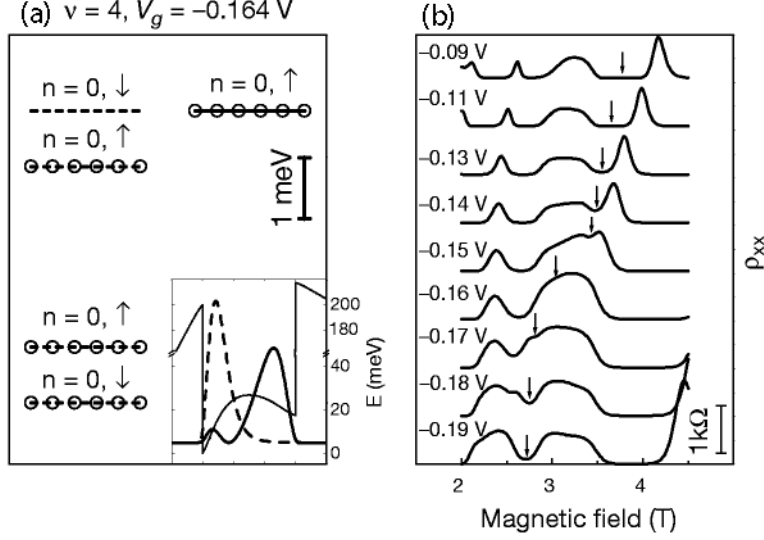 (a) ν = 4, V_g = −0.164 V
n = 0, ↓
n = 0, ↑
n = 0, ↑
1 meV
n = 0, ↑
n = 0, ↓
200
180
40
20
0
E (meV)
(b)
−0.09 V
−0.11 V
−0.13 V
−0.14 V
−0.15 V
−0.16 V
−0.17 V
−0.18 V
−0.19 V
1kΩ
ρxx
2 3 4
Magnetic field (T)